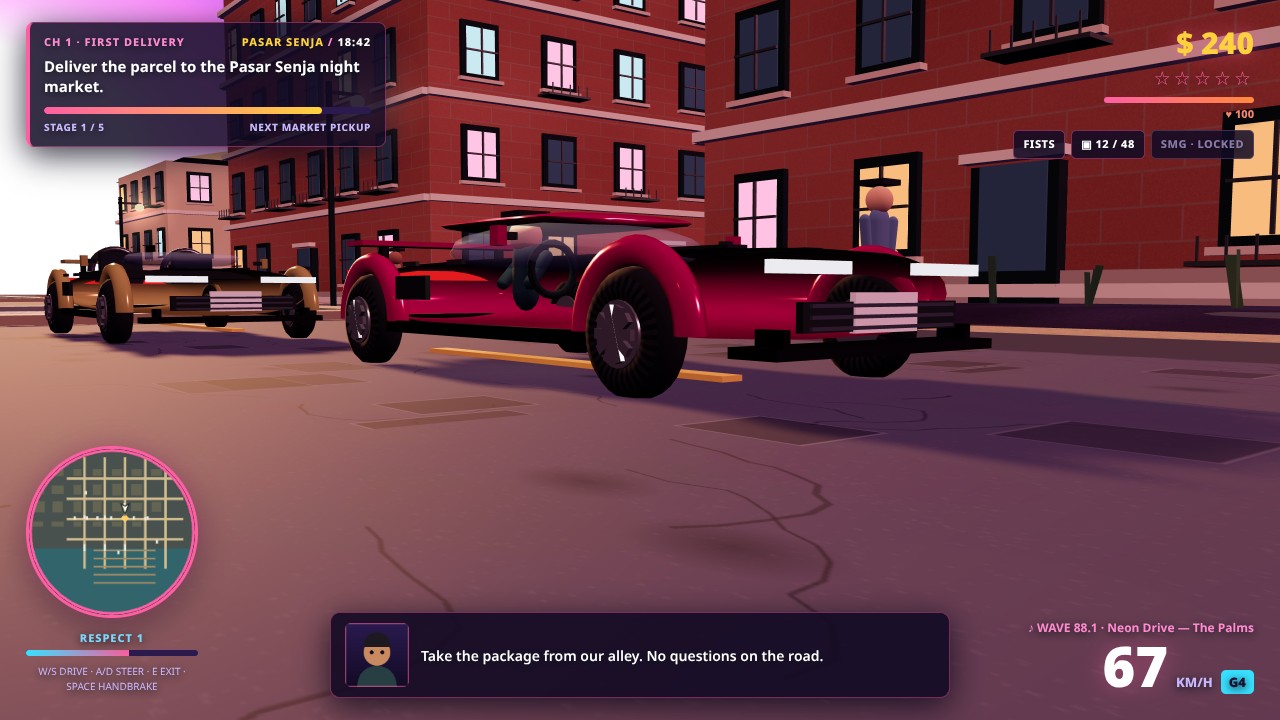 CH 1 · FIRST DELIVERY
PASAR SENJA / 18:42
Deliver the parcel to the Pasar Senja night
market.
STAGE 1 / 5
NEXT MARKET PICKUP
$ 240
☆☆☆☆☆
♥ 100
FISTS
▣ 12 / 48
SMG · LOCKED
RESPECT 1
W/S DRIVE · A/D STEER · E EXIT ·
SPACE HANDBRAKE
Take the package from our alley. No questions on the road.
♪ WAVE 88.1 · Neon Drive — The Palms
67 KM/H G4